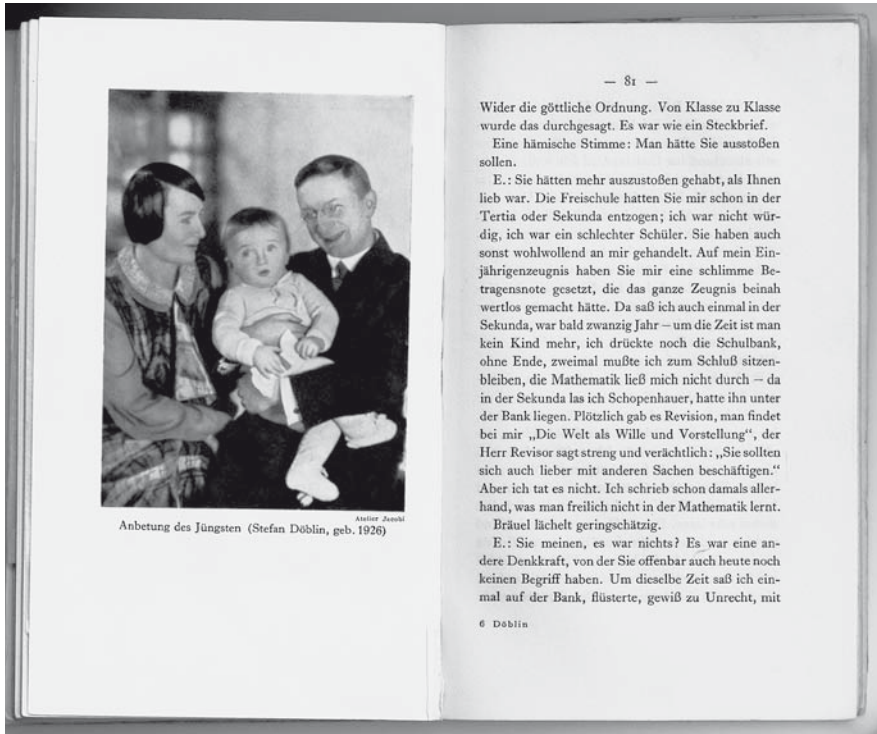 Atelier Jacobi
Anbetung des Jüngsten (Stefan Döblin, geb. 1926)
— 81 —
Wider die göttliche Ordnung. Von Klasse zu Klasse
wurde das durchgesagt. Es war wie ein Steckbrief.
Eine hämische Stimme: Man hätte Sie ausstoßen
sollen.
E.: Sie hätten mehr auszustoßen gehabt, als Ihnen
lieb war. Die Freischule hatten Sie mir schon in der
Tertia oder Sekunda entzogen; ich war nicht wür-
dig, ich war ein schlechter Schüler. Sie haben auch
sonst wohlwollend an mir gehandelt. Auf mein Ein-
jährigenzeugnis haben Sie mir eine schlimme Be-
tragensnote gesetzt, die das ganze Zeugnis beinah
wertlos gemacht hätte. Da saß ich auch einmal in der
Sekunda, war bald zwanzig Jahr — um die Zeit ist man
kein Kind mehr, ich drückte noch die Schulbank,
ohne Ende, zweimal mußte ich zum Schluß sitzen-
bleiben, die Mathematik ließ mich nicht durch — da
in der Sekunda las ich Schopenhauer, hatte ihn unter
der Bank liegen. Plötzlich gab es Revision, man findet
bei mir „Die Welt als Wille und Vorstellung“, der
Herr Revisor sagt streng und verächtlich: „Sie sollten
sich auch lieber mit anderen Sachen beschäftigen.“
Aber ich tat es nicht. Ich schrieb schon damals aller-
hand, was man freilich nicht in der Mathematik lernt.
Bräuel lächelt geringschätzig.
E.: Sie meinen, es war nichts? Es war eine an-
dere Denkkraft, von der Sie offenbar auch heute noch
keinen Begriff haben. Um dieselbe Zeit saß ich ein-
mal auf der Bank, flüsterte, gewiß zu Unrecht, mit
6 Döblin